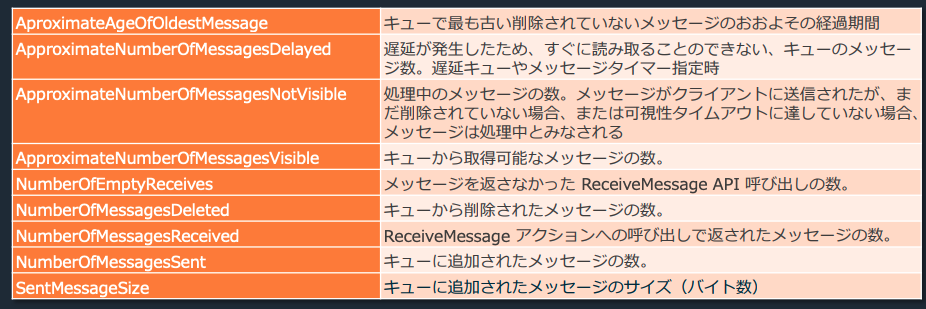 AproximateAgeOfOldestMessage キューで最も古い削除されていないメッセージのおおよその経過期間
ApproximateNumberOfMessagesDelayed 遅延が発生したため、すぐに読み取ることのできない、キューのメッセー
ジ数。遅延キューやメッセージタイマー指定時
ApproximateNumberOfMessagesNotVisible 処理中のメッセージの数。メッセージがクライアントに送信されたが、ま
だ削除されていない場合、または可視性タイムアウトに達していない場合、
メッセージは処理中とみなされる
ApproximateNumberOfMessagesVisible キューから取得可能なメッセージの数。
NumberOfEmptyReceives メッセージを返さなかった ReceiveMessage API 呼び出しの数。
NumberOfMessagesDeleted キューから削除されたメッセージの数。
NumberOfMessagesReceived ReceiveMessage アクションへの呼び出しで返されたメッセージの数。
NumberOfMessagesSent キューに追加されたメッセージの数。
SentMessageSize キューに追加されたメッセージのサイズ（バイト数）